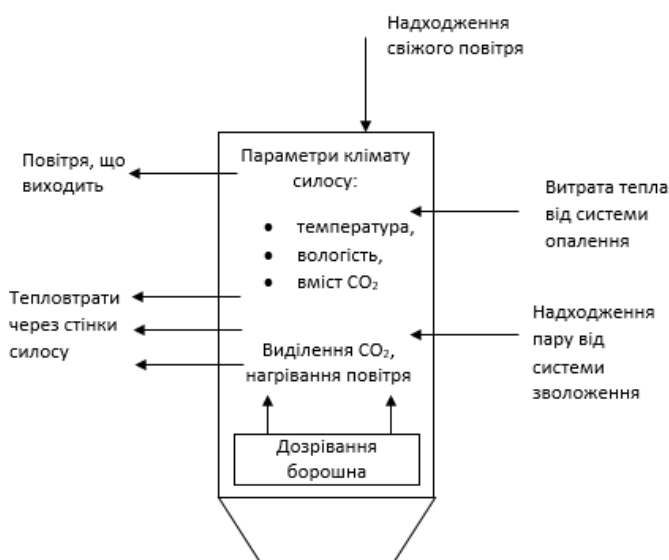 Надходження
свіжого повітря
Повітря, що
виходить
Параметри клімату
силосу:
• температура,
• вологість,
• вміст CO₂
Витрата тепла
від системи
опалення
Тепловтрати
через стінки
силосу
Надходження
пару від
системи
зволоження
Виділення CO₂,
нагрівання повітря
Дозрівання
борошна